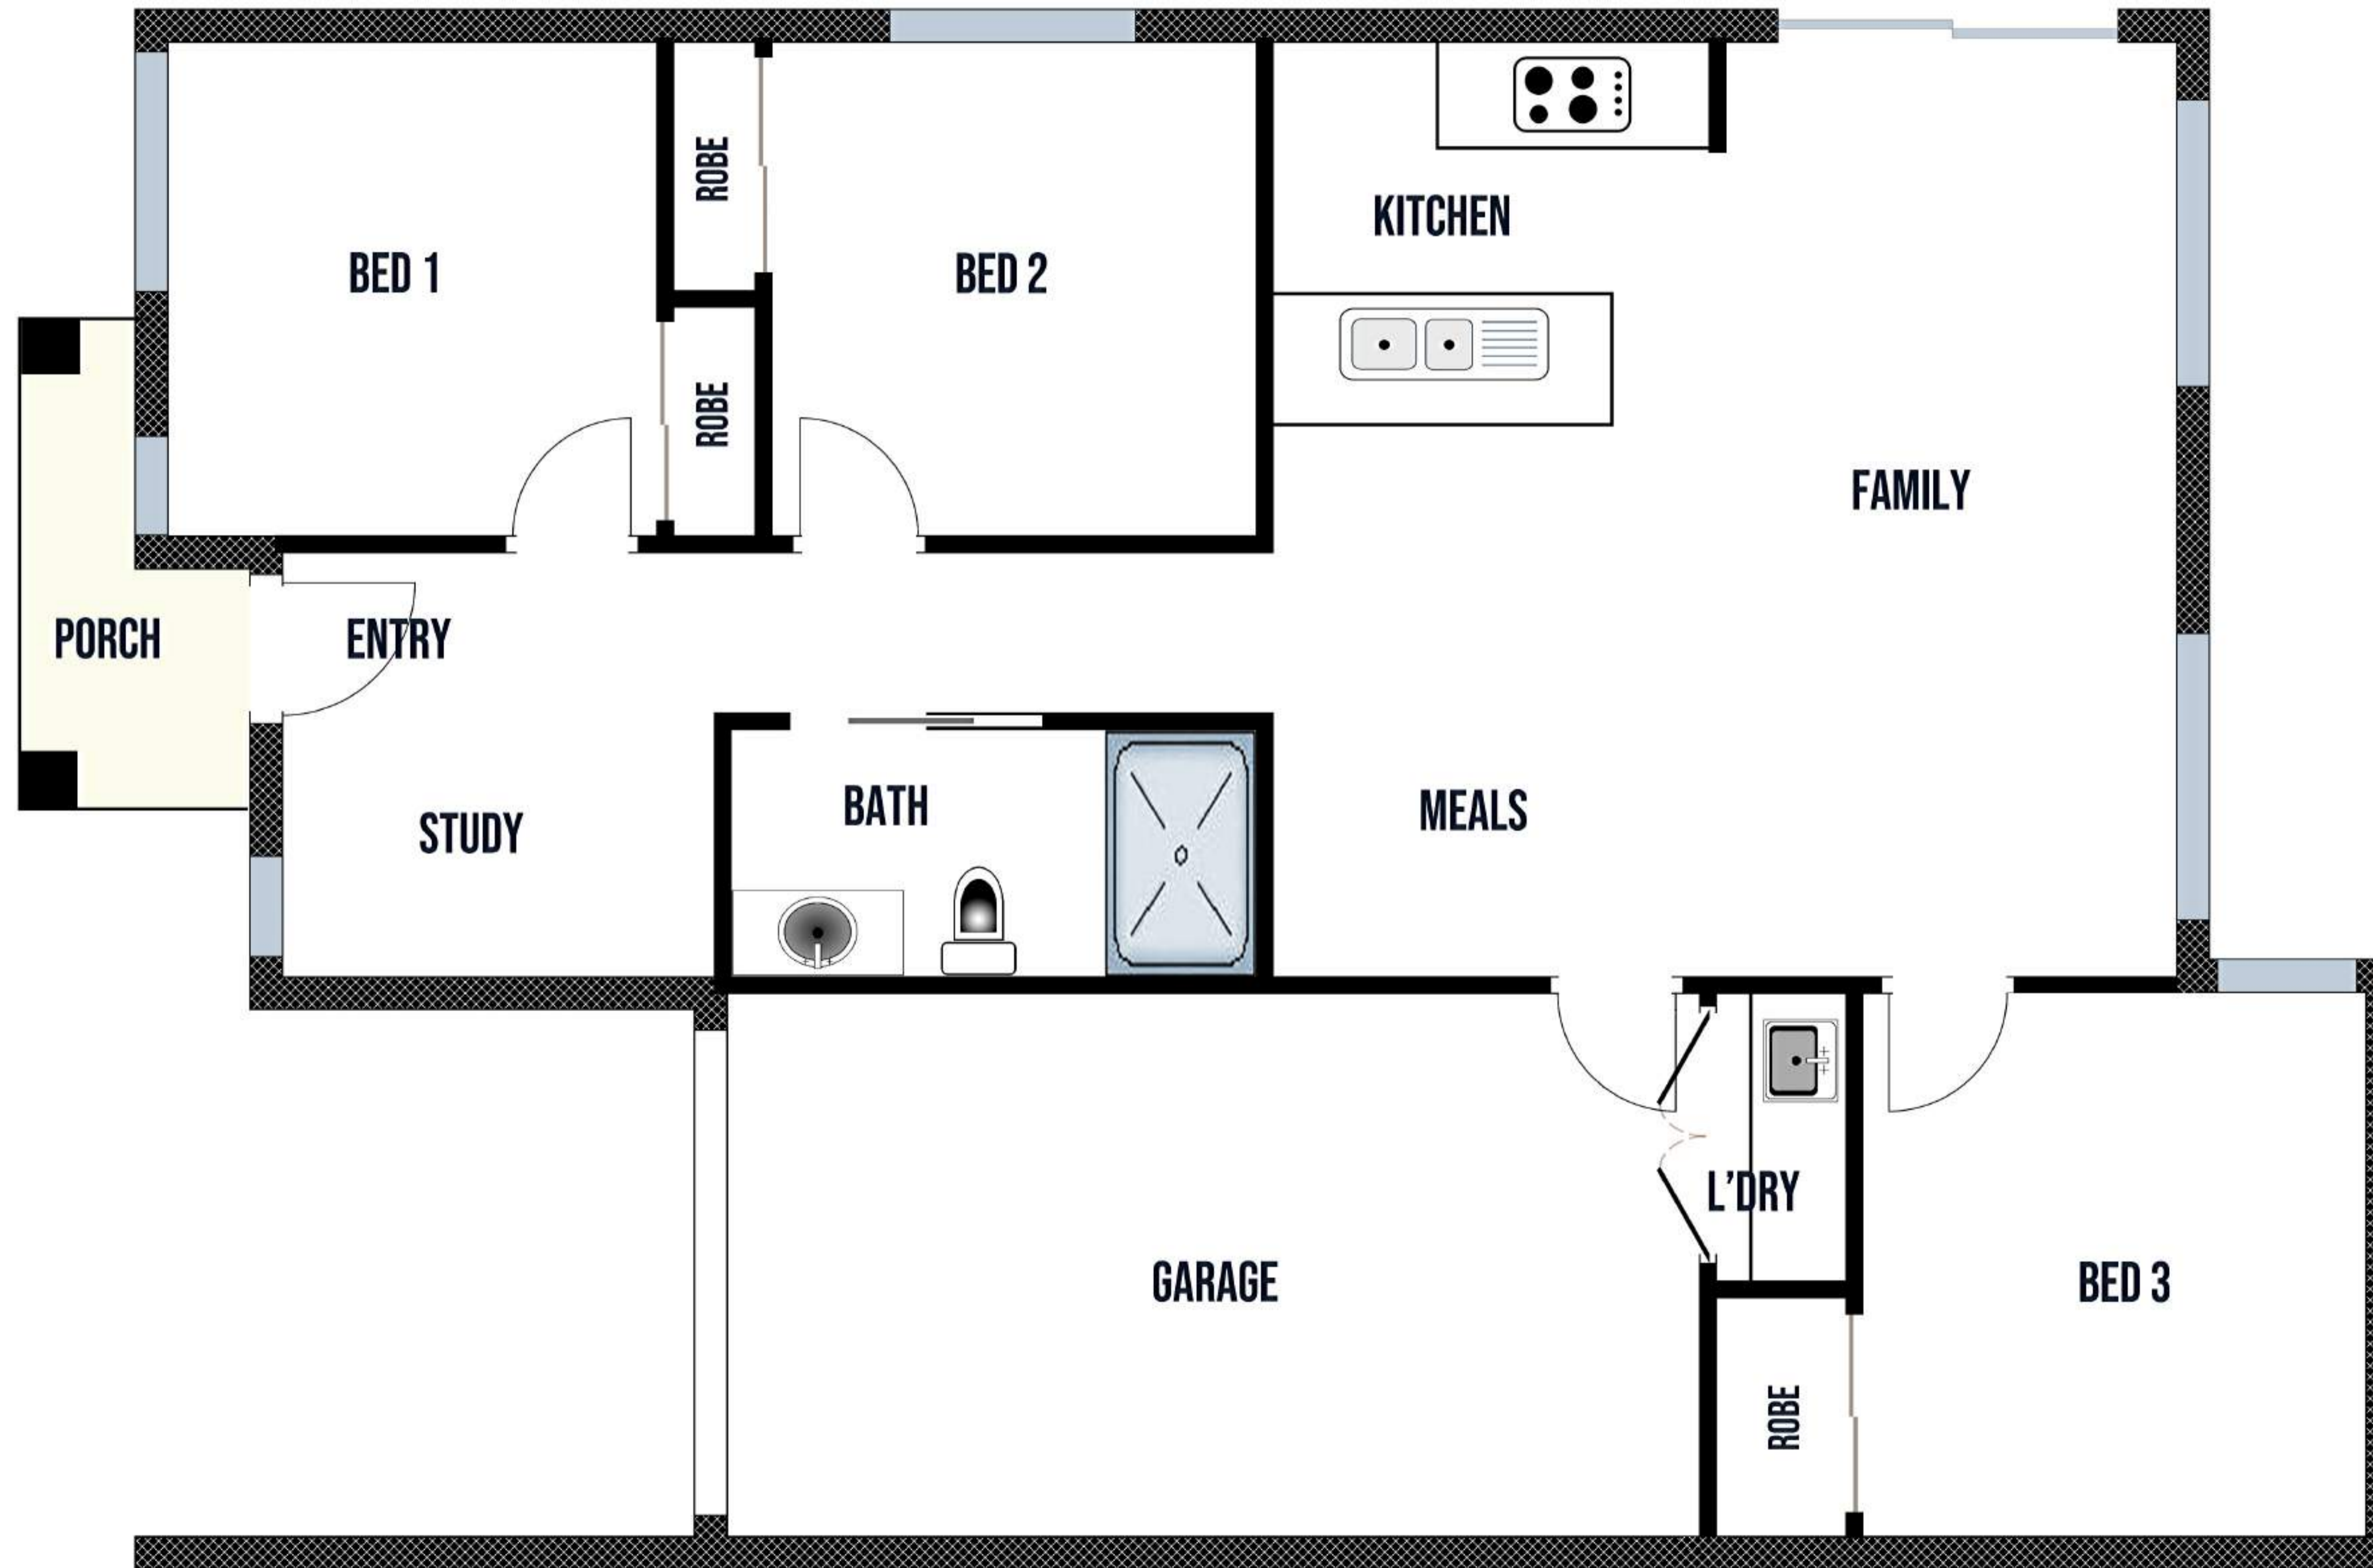 ROBE
KITCHEN
BED 1
BED 2
ROBE
FAMILY
PORCH
ENTRY
BATH
MEALS
STUDY
L'DRY
GARAGE
BED 3
ROBE